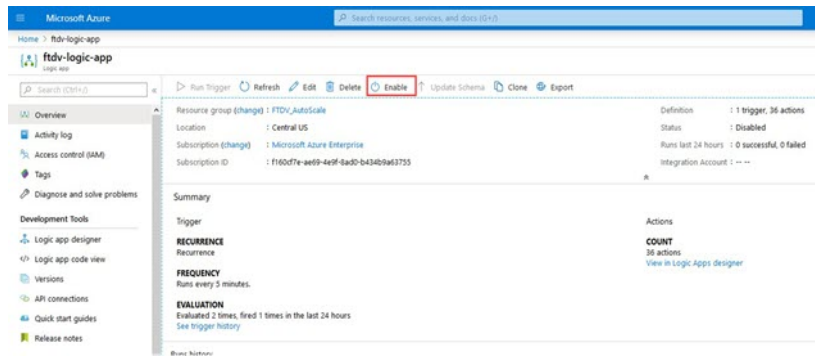 Microsoft Azure
Search resources, services, and docs (G+/)
Home > ftdv-logic-app
ftdv-logic-app
Logic app
Search (Ctrl+/)
Run Trigger Refresh Edit Delete Enable Update Schema Clone Export
Overview
Activity log
Access control (IAM)
Tags
Diagnose and solve problems
Development Tools
Logic app designer
Logic app code view
Versions
API connections
Quick start guides
Release notes
Resource group (change) : FTDV_AutoScale
Location : Central US
Subscription (change) : Microsoft Azure Enterprise
Subscription ID : f160cf7e-ae69-4e9f-8ad0-b434b9a63755
Definition : 1 trigger, 36 actions
Status : Disabled
Runs last 24 hours : 0 successful, 0 failed
Integration Account : -- --
Summary
Trigger
RECURRENCE
Recurrence
FREQUENCY
Runs every 5 minutes.
EVALUATION
Evaluated 2 times, fired 1 times in the last 24 hours
See trigger history
Actions
COUNT
36 actions
View in Logic Apps designer
Runs history